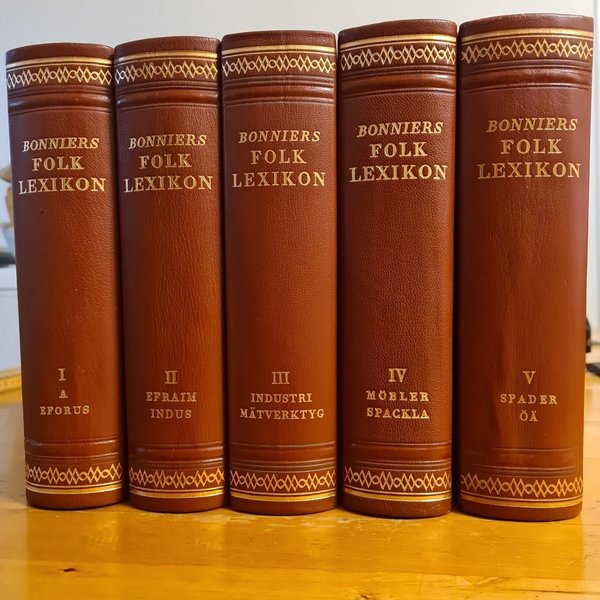 BONNIERS
FOLK
LEXIKON
I
A
EFORUS
BONNIERS
FOLK
LEXIKON
II
EFRAIM
INDUS
BONNIERS
FOLK
LEXIKON
III
INDUSTRI
MÄTVERKTYG
BONNIERS
FOLK
LEXIKON
IV
MÖBLER
SPACKLA
BONNIERS
FOLK
LEXIKON
V
SPADER
ÖÄ